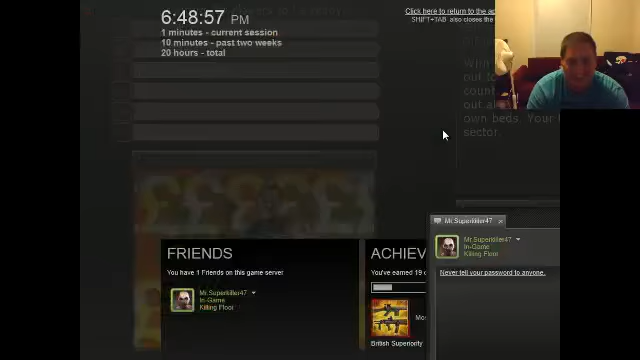 6:48:57 PM
1 minutes - current session
10 minutes - past two weeks
20 hours - total
Click here to return to the
SHIFT+TAB also closes the
own beds. Your
sector.
Mr.Superkiller47
Mr.Superkiller47
In-Game
Killing Floor
Never tell your password to anyone.
FRIENDS
You have 1 Friends on this game server
Mr.Superkiller47
In-Game
Killing Floor
ACHIEV
You've earned 19
British Superiority